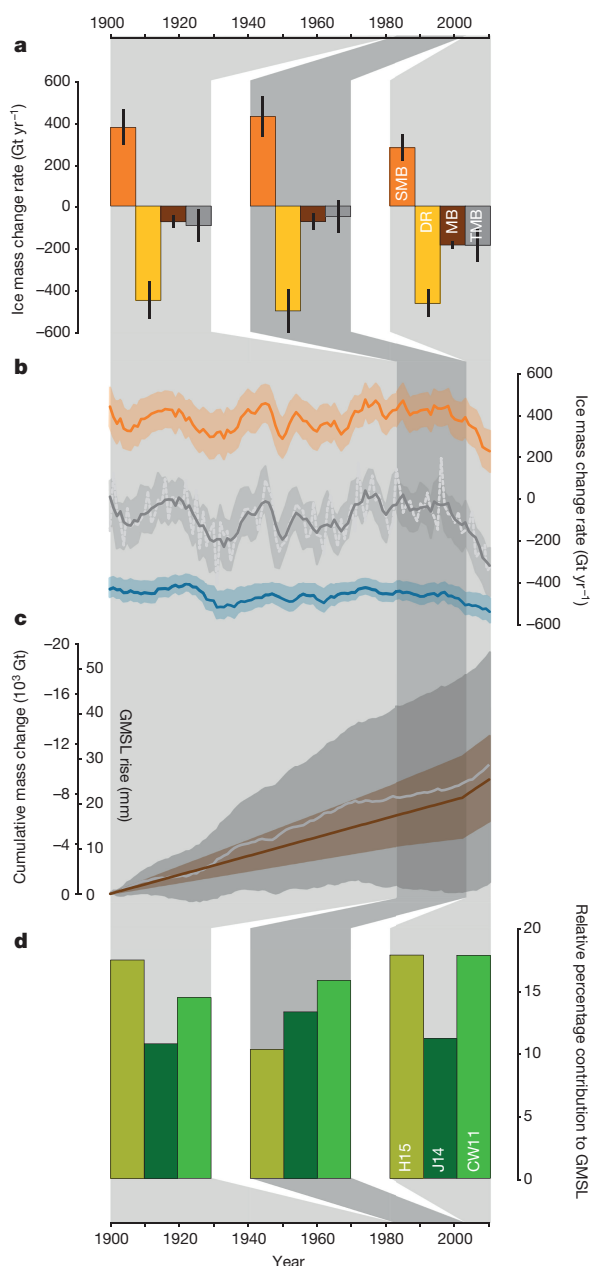 1900 1920 1940 1960 1980 2000
a
Ice mass change rate (Gt yr⁻¹)
600
400
200
0
−200
−400
−600
SMB
DR
MB
TMB
b
600
400
200
0
−200
−400
−600
Ice mass change rate (Gt yr⁻¹)
c
Cumulative mass change (10³ Gt)
−20
−16
−12
−8
−4
0
GMSL rise (mm)
50
40
30
20
10
0
d
20
15
10
5
0
Relative percentage contribution to GMSL
H15
J14
CW11
1900 1920 1940 1960 1980 2000
Year